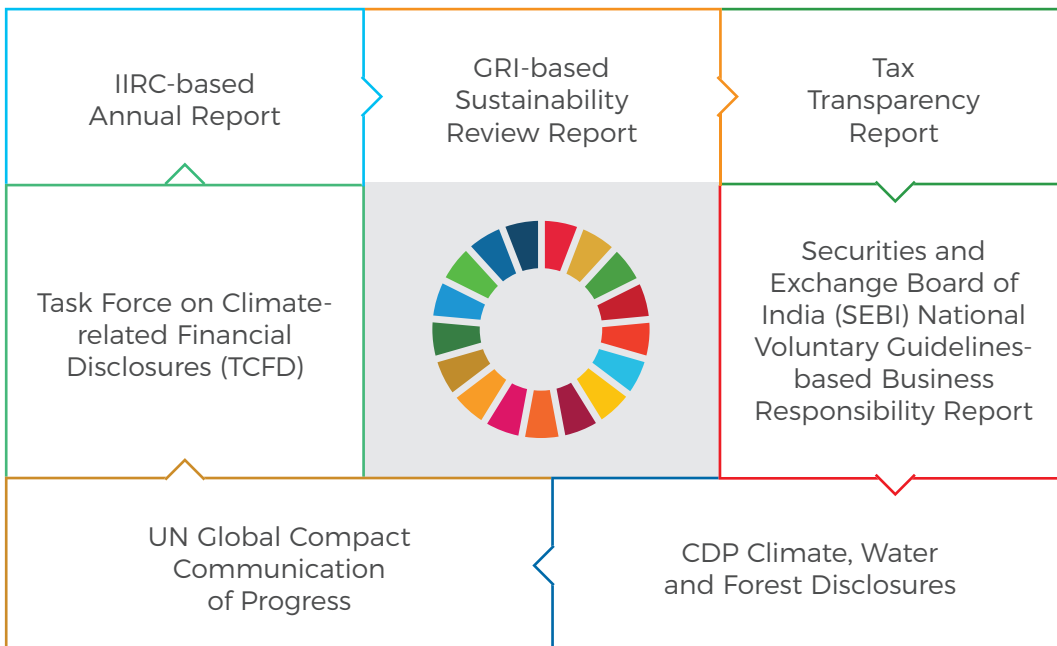 IIRC-based
Annual Report
GRI-based
Sustainability
Review Report
Tax
Transparency
Report
Task Force on Climate-
related Financial
Disclosures (TCFD)
Securities and
Exchange Board of
India (SEBI) National
Voluntary Guidelines-
based Business
Responsibility Report
UN Global Compact
Communication
of Progress
CDP Climate, Water
and Forest Disclosures